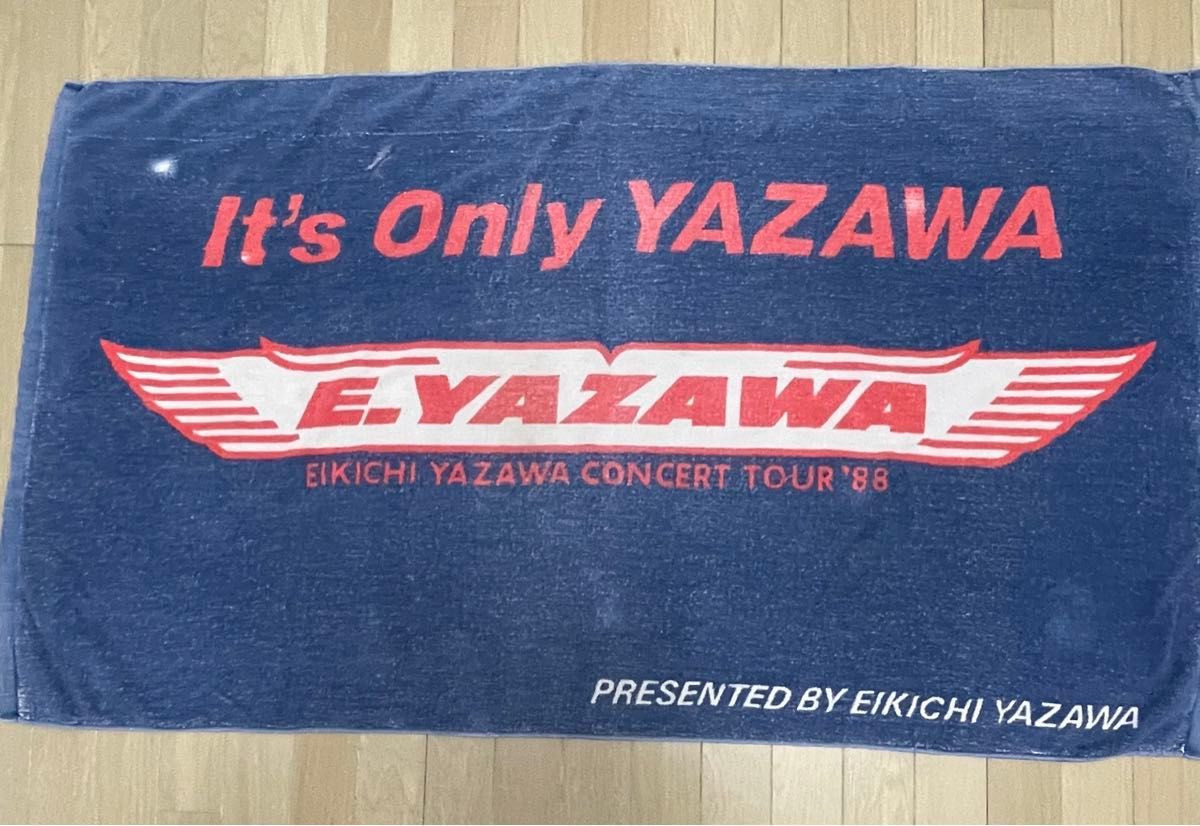 It's Only YAZAWA
E.YAZAWA
EIKICHI YAZAWA CONCERT TOUR '88
PRESENTED BY EIKICHI YAZAWA